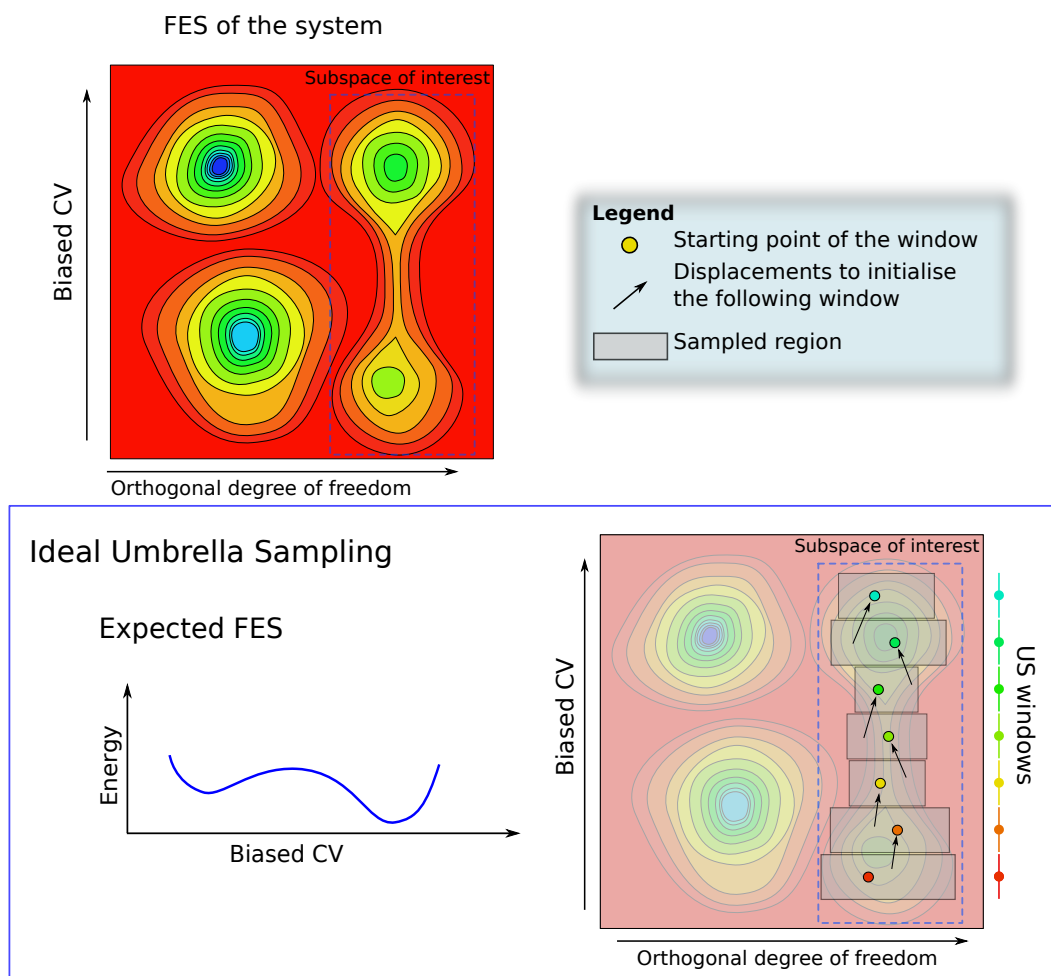 FES of the system
Subspace of interest
Biased CV
Orthogonal degree of freedom
Legend
Starting point of the window
Displacements to initialise
the following window
Sampled region
Ideal Umbrella Sampling
Expected FES
Energy
Biased CV
Subspace of interest
Biased CV
US windows
Orthogonal degree of freedom